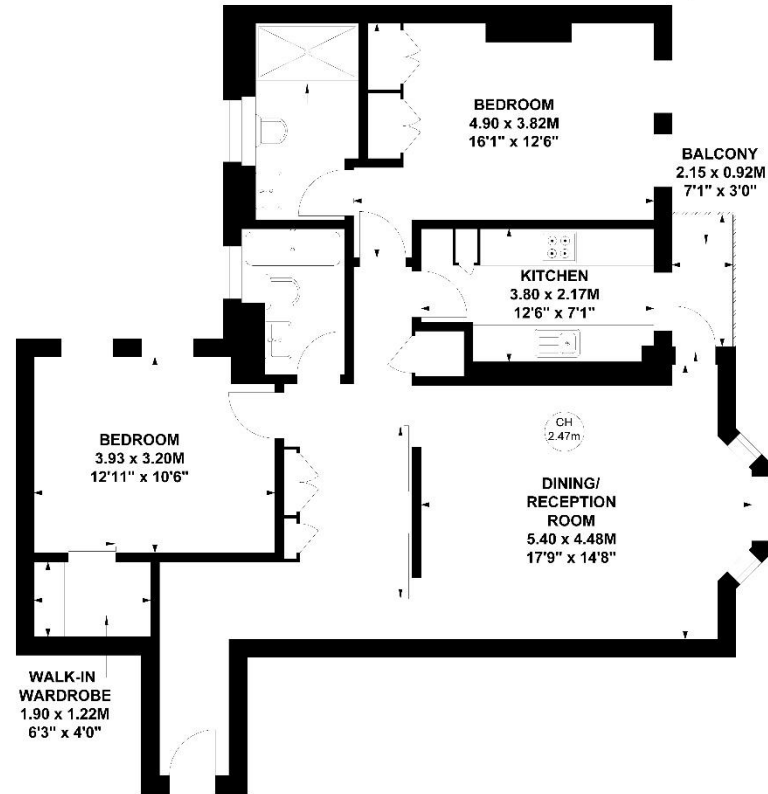 BEDROOM
4.90 x 3.82M
16'1" x 12'6"
BALCONY
2.15 x 0.92M
7'1" x 3'0"
KITCHEN
3.80 x 2.17M
12'6" x 7'1"
BEDROOM
3.93 x 3.20M
12'11" x 10'6"
CH
2.47m
DINING/
RECEPTION
ROOM
5.40 x 4.48M
17'9" x 14'8"
WALK-IN
WARDROBE
1.90 x 1.22M
6'3" x 4'0"